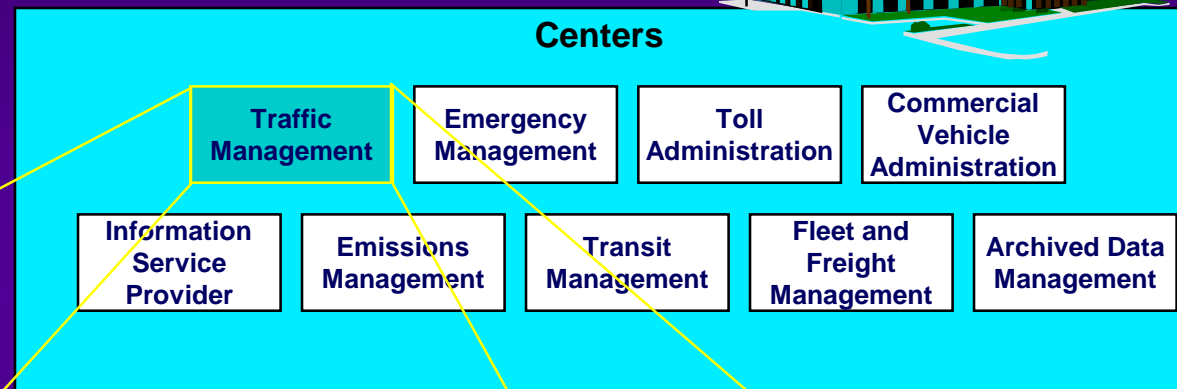 Centers
Traffic
Management
Emergency
Management
Toll
Administration
Commercial
Vehicle
Administration
Information
Service
Provider
Emissions
Management
Transit
Management
Fleet and
Freight
Management
Archived Data
Management